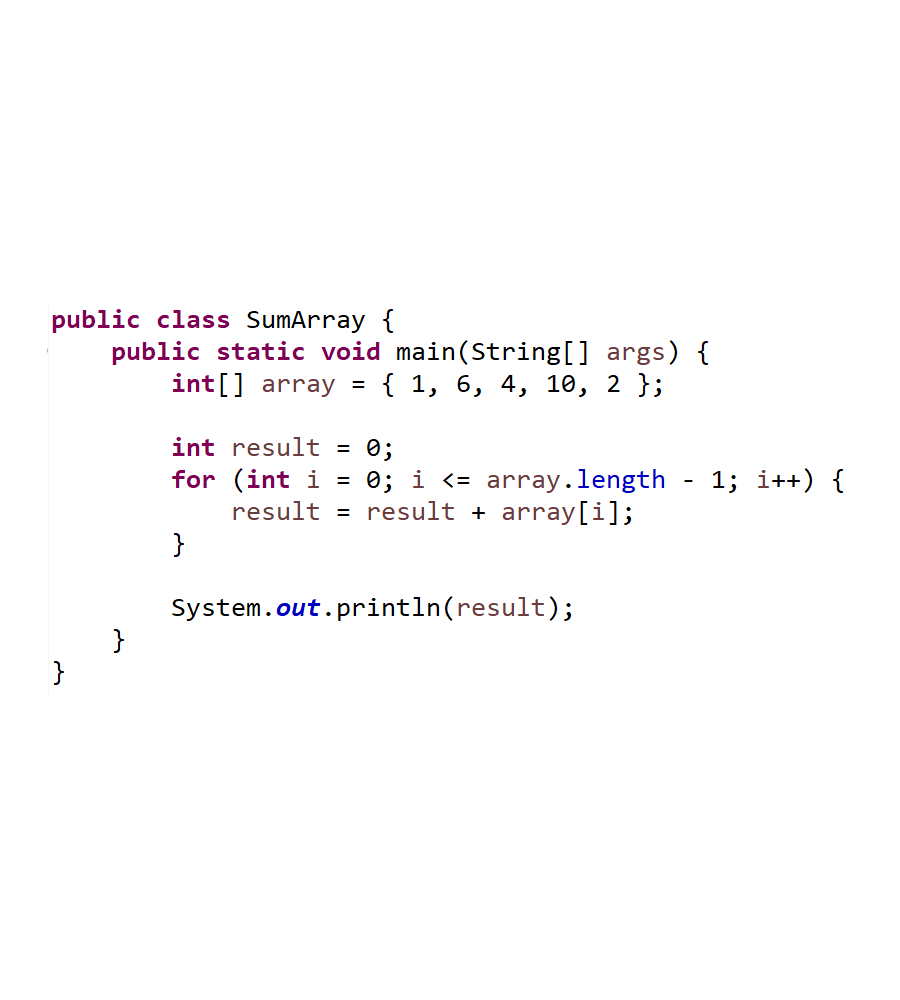 public class SumArray {
    public static void main(String[] args) {
        int[] array = { 1, 6, 4, 10, 2 };

        int result = 0;
        for (int i = 0; i <= array.length - 1; i++) {
            result = result + array[i];
        }

        System.out.println(result);
    }
}